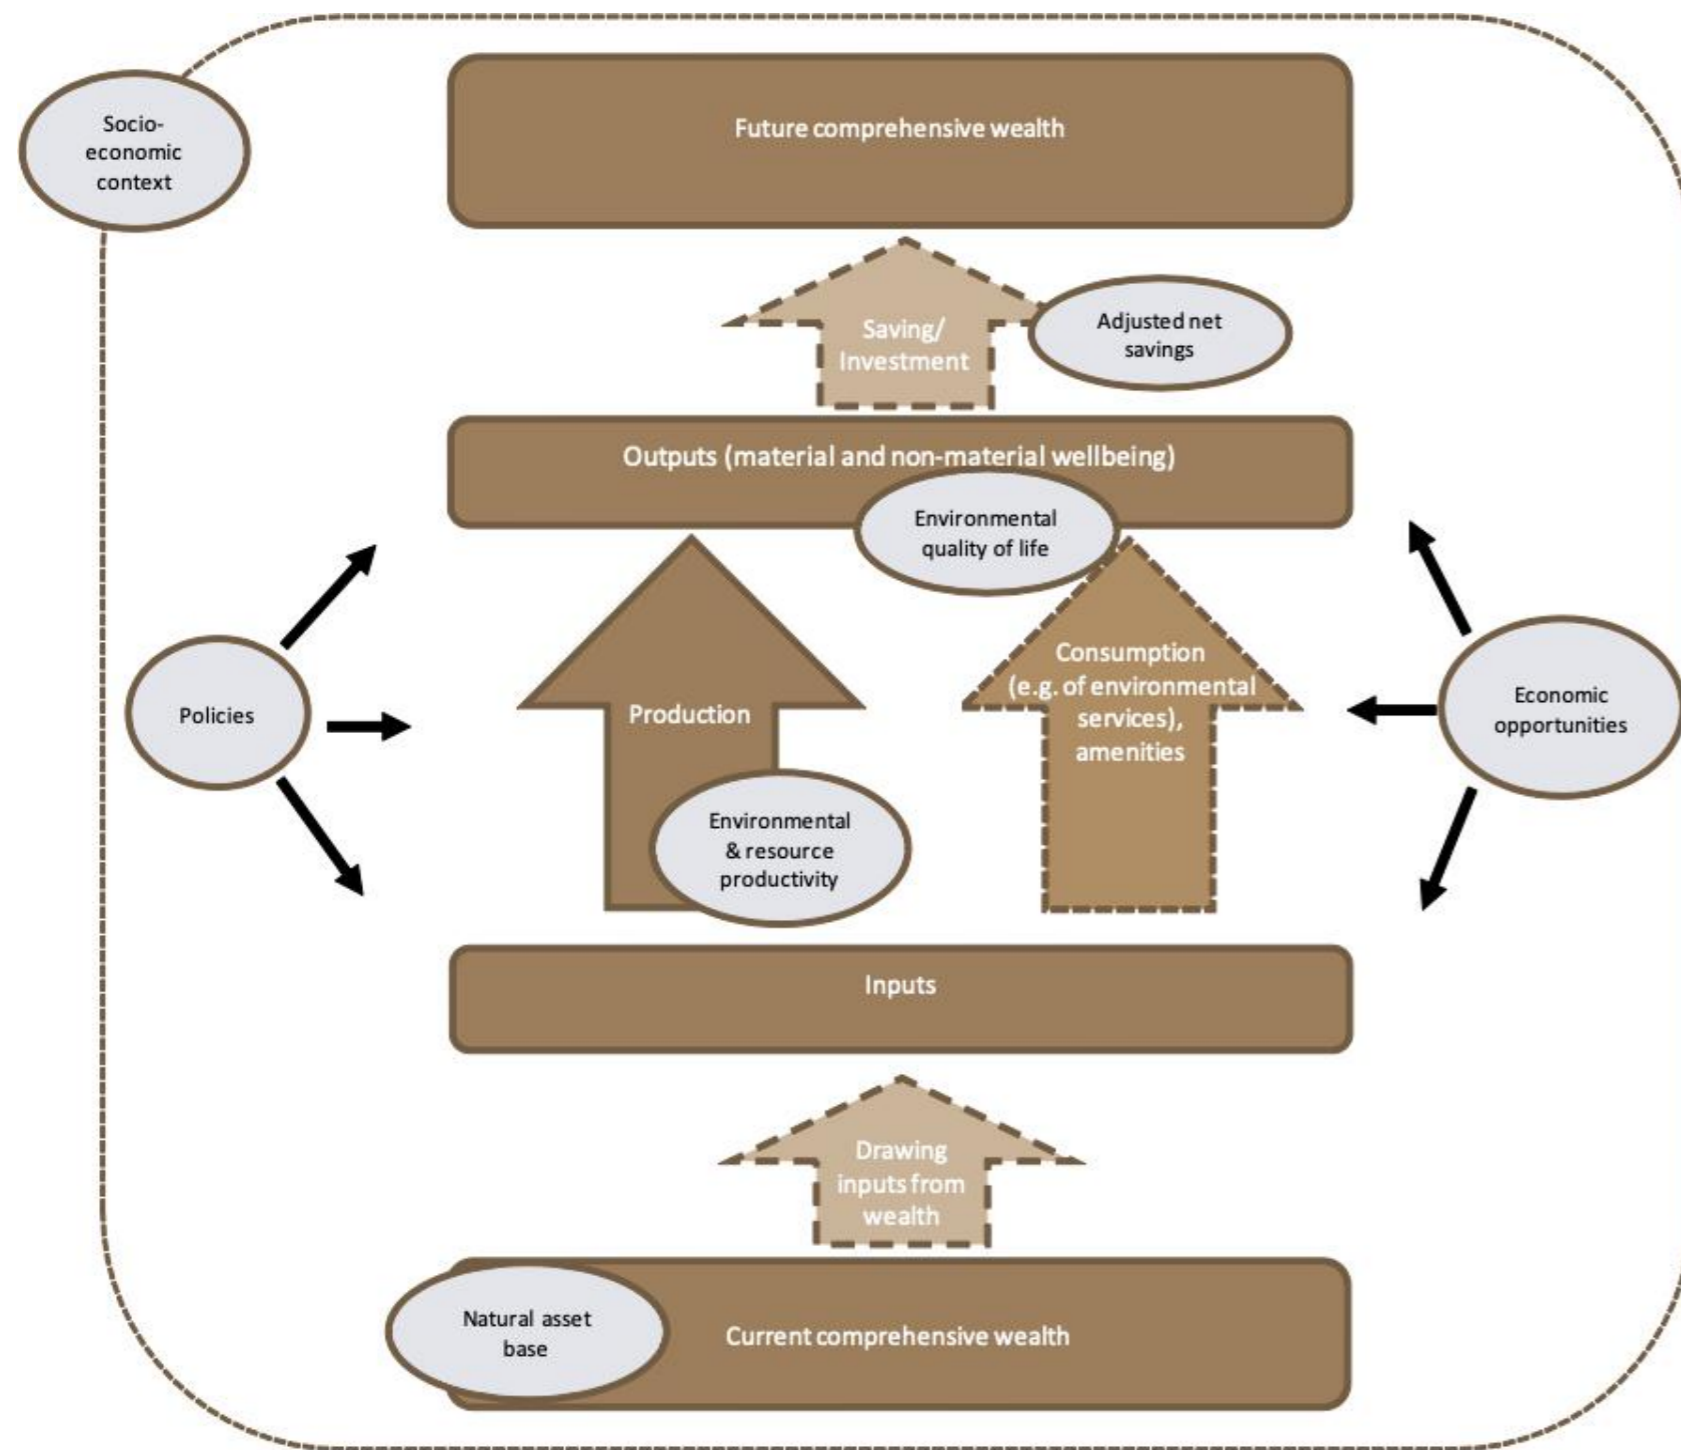 Socio-
economic
context
Future comprehensive wealth
Saving/
Investment
Adjusted net
savings
Outputs (material and non-material wellbeing)
Environmental
quality of life
Policies
Production
Consumption
(e.g. of environmental
services),
amenities
Economic
opportunities
Environmental
& resource
productivity
Inputs
Drawing
inputs from
wealth
Natural asset
base
Current comprehensive wealth